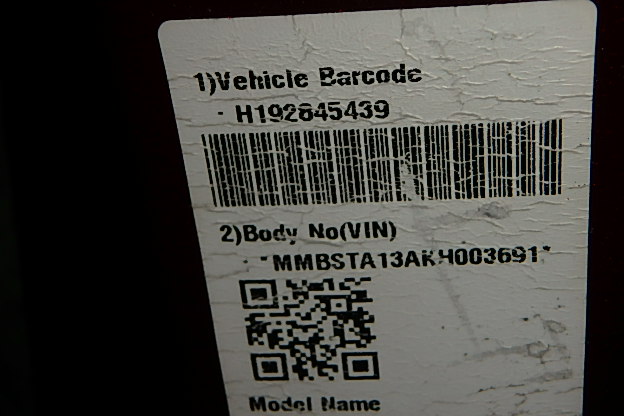 1)Vehicle Barcode
- H192845439
2)Body No(VIN)
- *MMBSTA13AKH003691*
Model Name